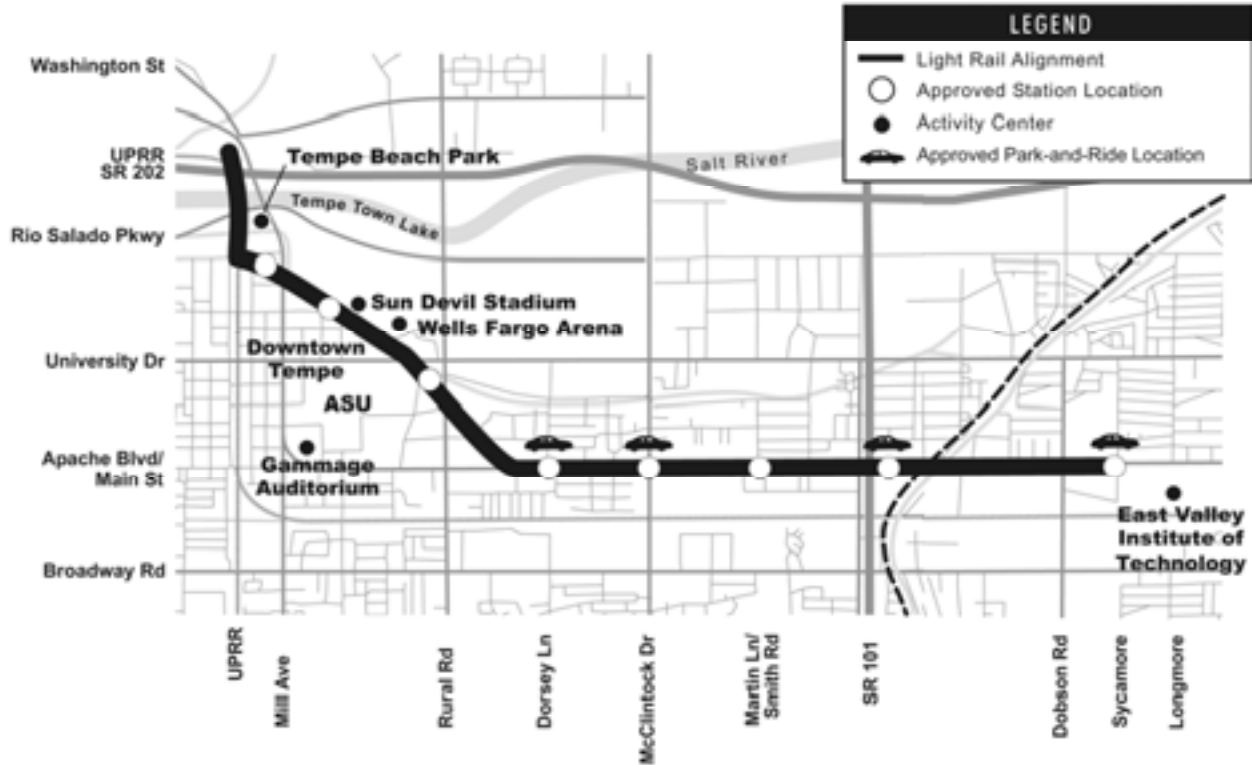 LEGEND
Light Rail Alignment
Approved Station Location
Activity Center
Approved Park-and-Ride Location
Washington St
UPRR
SR 202
Rio Salado Pkwy
University Dr
Apache Blvd/
Main St
Broadway Rd
Tempe Beach Park
Salt River
Tempe Town Lake
Sun Devil Stadium
Wells Fargo Arena
Downtown
Tempe
ASU
Gammage
Auditorium
East Valley
Institute of
Technology
UPRR
Mill Ave
Rural Rd
Dorsey Ln
McClintock Dr
Martin Ln/
Smith Rd
SR 101
Dobson Rd
Sycamore
Longmore